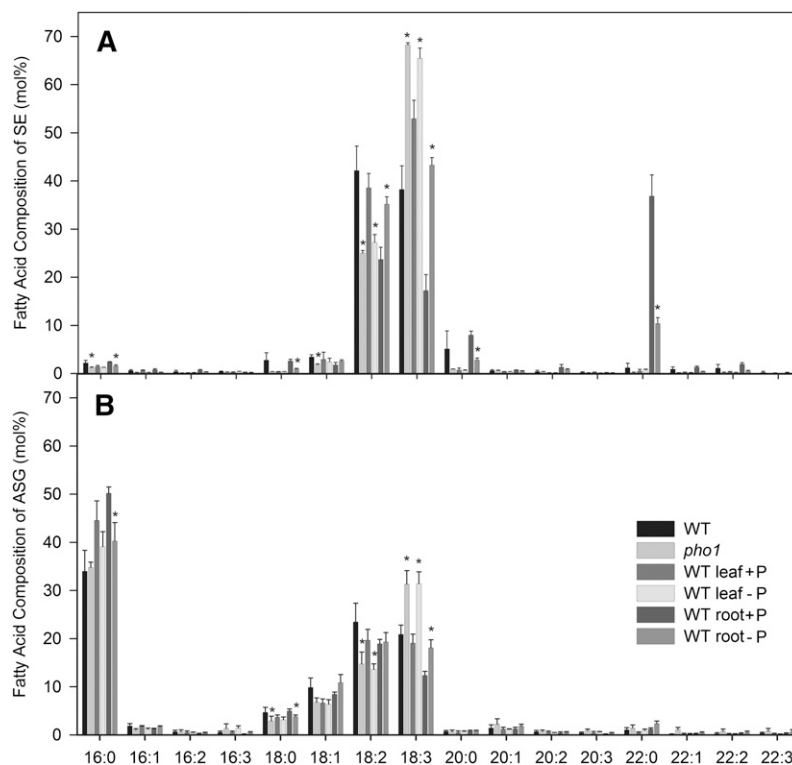 A
Fatty Acid Composition of SE (mol%)
70
60
50
40
30
20
10
0
* * * * * * * * * * * *
B
Fatty Acid Composition of ASG (mol%)
70
60
50
40
30
20
10
0
* * * * * * * *
WT
pho1
WT leaf+P
WT leaf-P
WT root+P
WT root-P
16:0 16:1 16:2 16:3 18:0 18:1 18:2 18:3 20:0 20:1 20:2 20:3 22:0 22:1 22:2 22:3